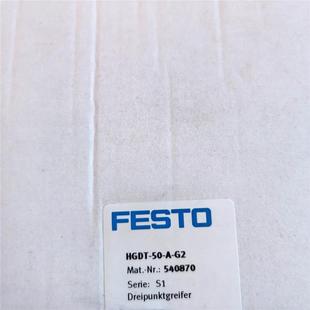 FESTO
HGDT-50-A-G2
Mat.-Nr.: 540870
Serie: S1
Dreipunktgreifer